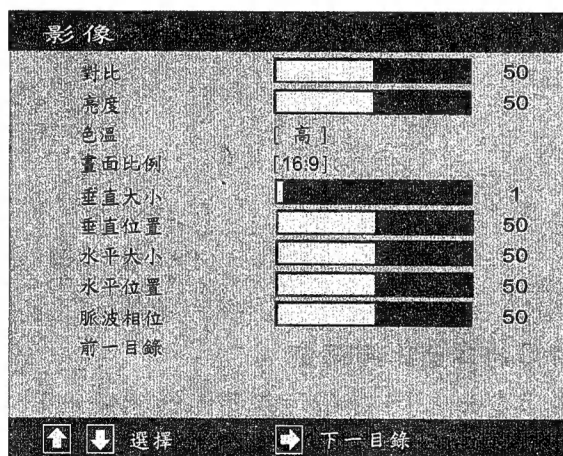 影像
對比 50
亮度 50
色溫 [ 高 ]
畫面比例 [16:9]
垂直大小 1
垂直位置 50
水平大小 50
水平位置 50
脈波相位 50
前一目錄
選擇 下一目錄